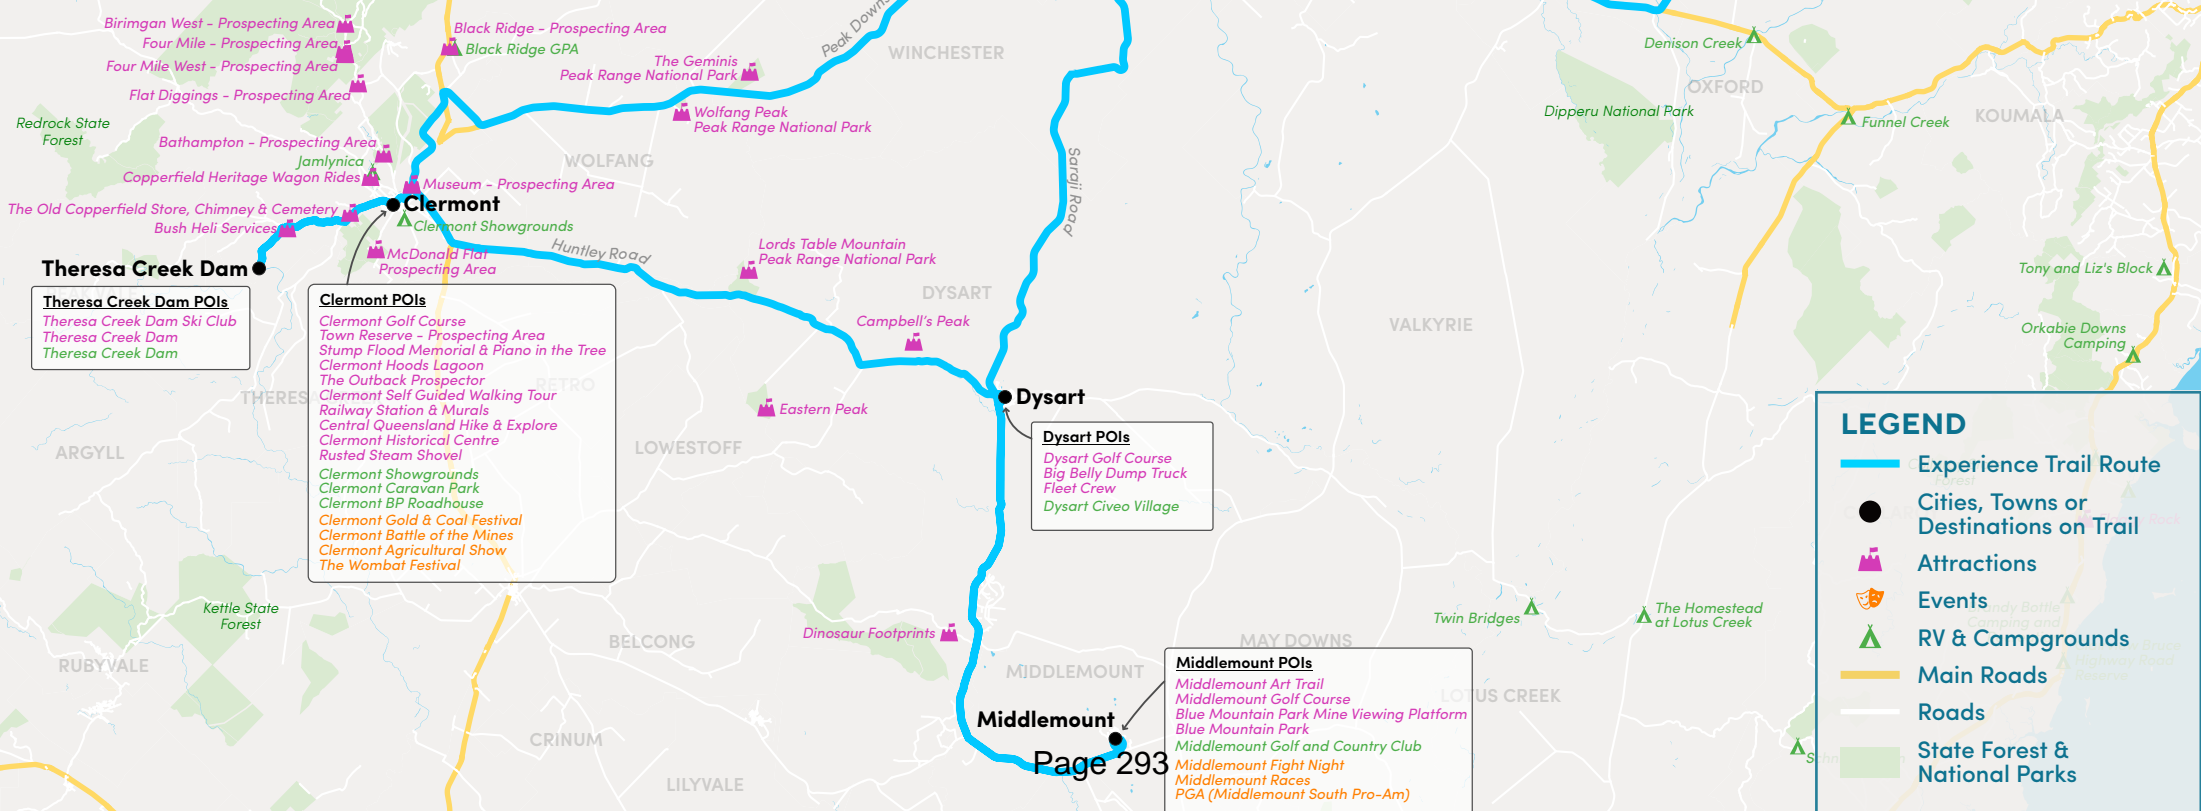 Birimgan West - Prospecting Area
Four Mile - Prospecting Area
Four Mile West - Prospecting Area
Flat Diggings - Prospecting Area
Redrock State
Forest
Bathampton - Prospecting Area
Jamlynica
Copperfield Heritage Wagon Rides
The Old Copperfield Store, Chimney & Cemetery
Bush Heli Services
Black Ridge - Prospecting Area
Black Ridge GPA
Peak Downs
WINCHESTER
The Geminis
Peak Range National Park
Wolfang Peak
Peak Range National Park
WOLFANG
Museum - Prospecting Area
Clermont
Clermont Showgrounds
McDonald Flat
Prospecting Area
Huntley Road
Lords Table Mountain
Peak Range National Park
DYSART
Campbell's Peak
Saraji Road
Theresa Creek Dam
Theresa Creek Dam POIs
Theresa Creek Dam Ski Club
Theresa Creek Dam
Theresa Creek Dam
Clermont POIs
Clermont Golf Course
Town Reserve - Prospecting Area
Stump Flood Memorial & Piano in the Tree
Clermont Hoods Lagoon
The Outback Prospector
Clermont Self Guided Walking Tour
Railway Station & Murals
Central Queensland Hike & Explore
Clermont Historical Centre
Rusted Steam Shovel
Clermont Showgrounds
Clermont Caravan Park
Clermont BP Roadhouse
Clermont Gold & Coal Festival
Clermont Battle of the Mines
Clermont Agricultural Show
The Wombat Festival
RETRO
THERESA
ARGYLL
Eastern Peak
LOWESTOFF
Dysart
Dysart POIs
Dysart Golf Course
Big Belly Dump Truck
Fleet Crew
Dysart Civeo Village
Kettle State
Forest
RUBYVALE
BELCONG
CRINUM
LILYVALE
Dinosaur Footprints
MIDDLEMOUNT
Middlemount
Page 293
MAY DOWNS
Middlemount POIs
Middlemount Art Trail
Middlemount Golf Course
Blue Mountain Park Mine Viewing Platform
Blue Mountain Park
Middlemount Golf and Country Club
Middlemount Fight Night
Middlemount Races
PGA (Middlemount South Pro-Am)
LOTUS CREEK
Twin Bridges
The Homestead
at Lotus Creek
VALKYRIE
Denison Creek
OXFORD
Dipperu National Park
Funnel Creek
KOUMALA
Tony and Liz's Block
Orkabie Downs
Camping
LEGEND
Experience Trail Route
Cities, Towns or
Destinations on Trail
Attractions
Events
RV & Campgrounds
Main Roads
Roads
State Forest &
National Parks